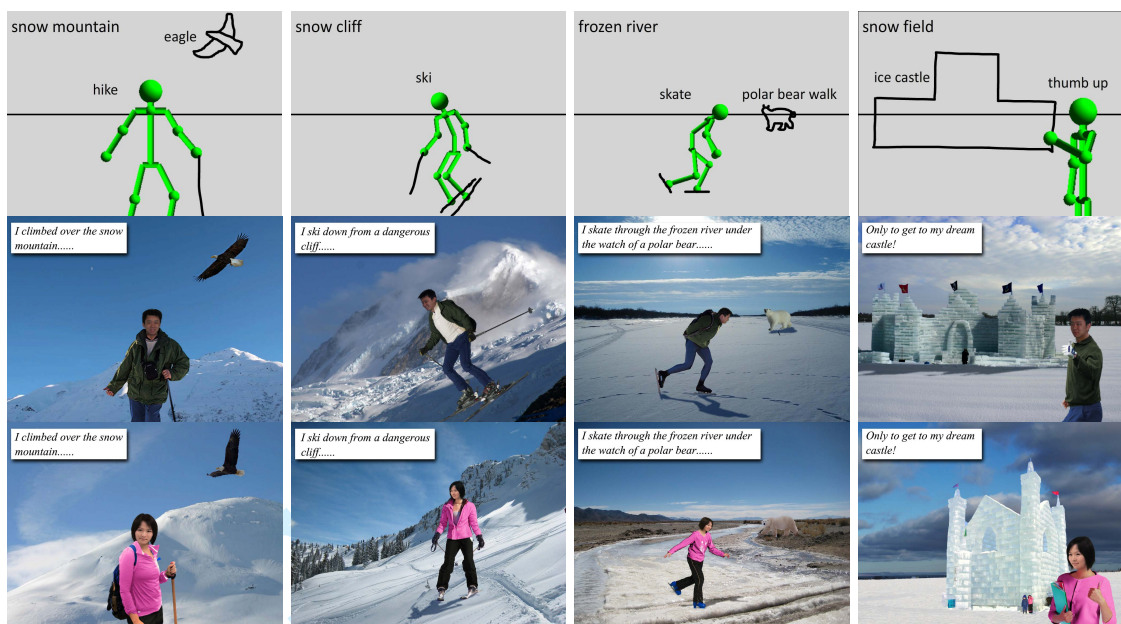 snow mountain
eagle
hike
snow cliff
ski
frozen river
skate
polar bear walk
snow field
ice castle
thumb up
I climbed over the snow
mountain......
I ski down from a dangerous
cliff......
I skate through the frozen river under
the watch of a polar bear......
Only to get to my dream
castle!
I climbed over the snow
mountain......
I ski down from a dangerous
cliff......
I skate through the frozen river under
the watch of a polar bear......
Only to get to my dream
castle!